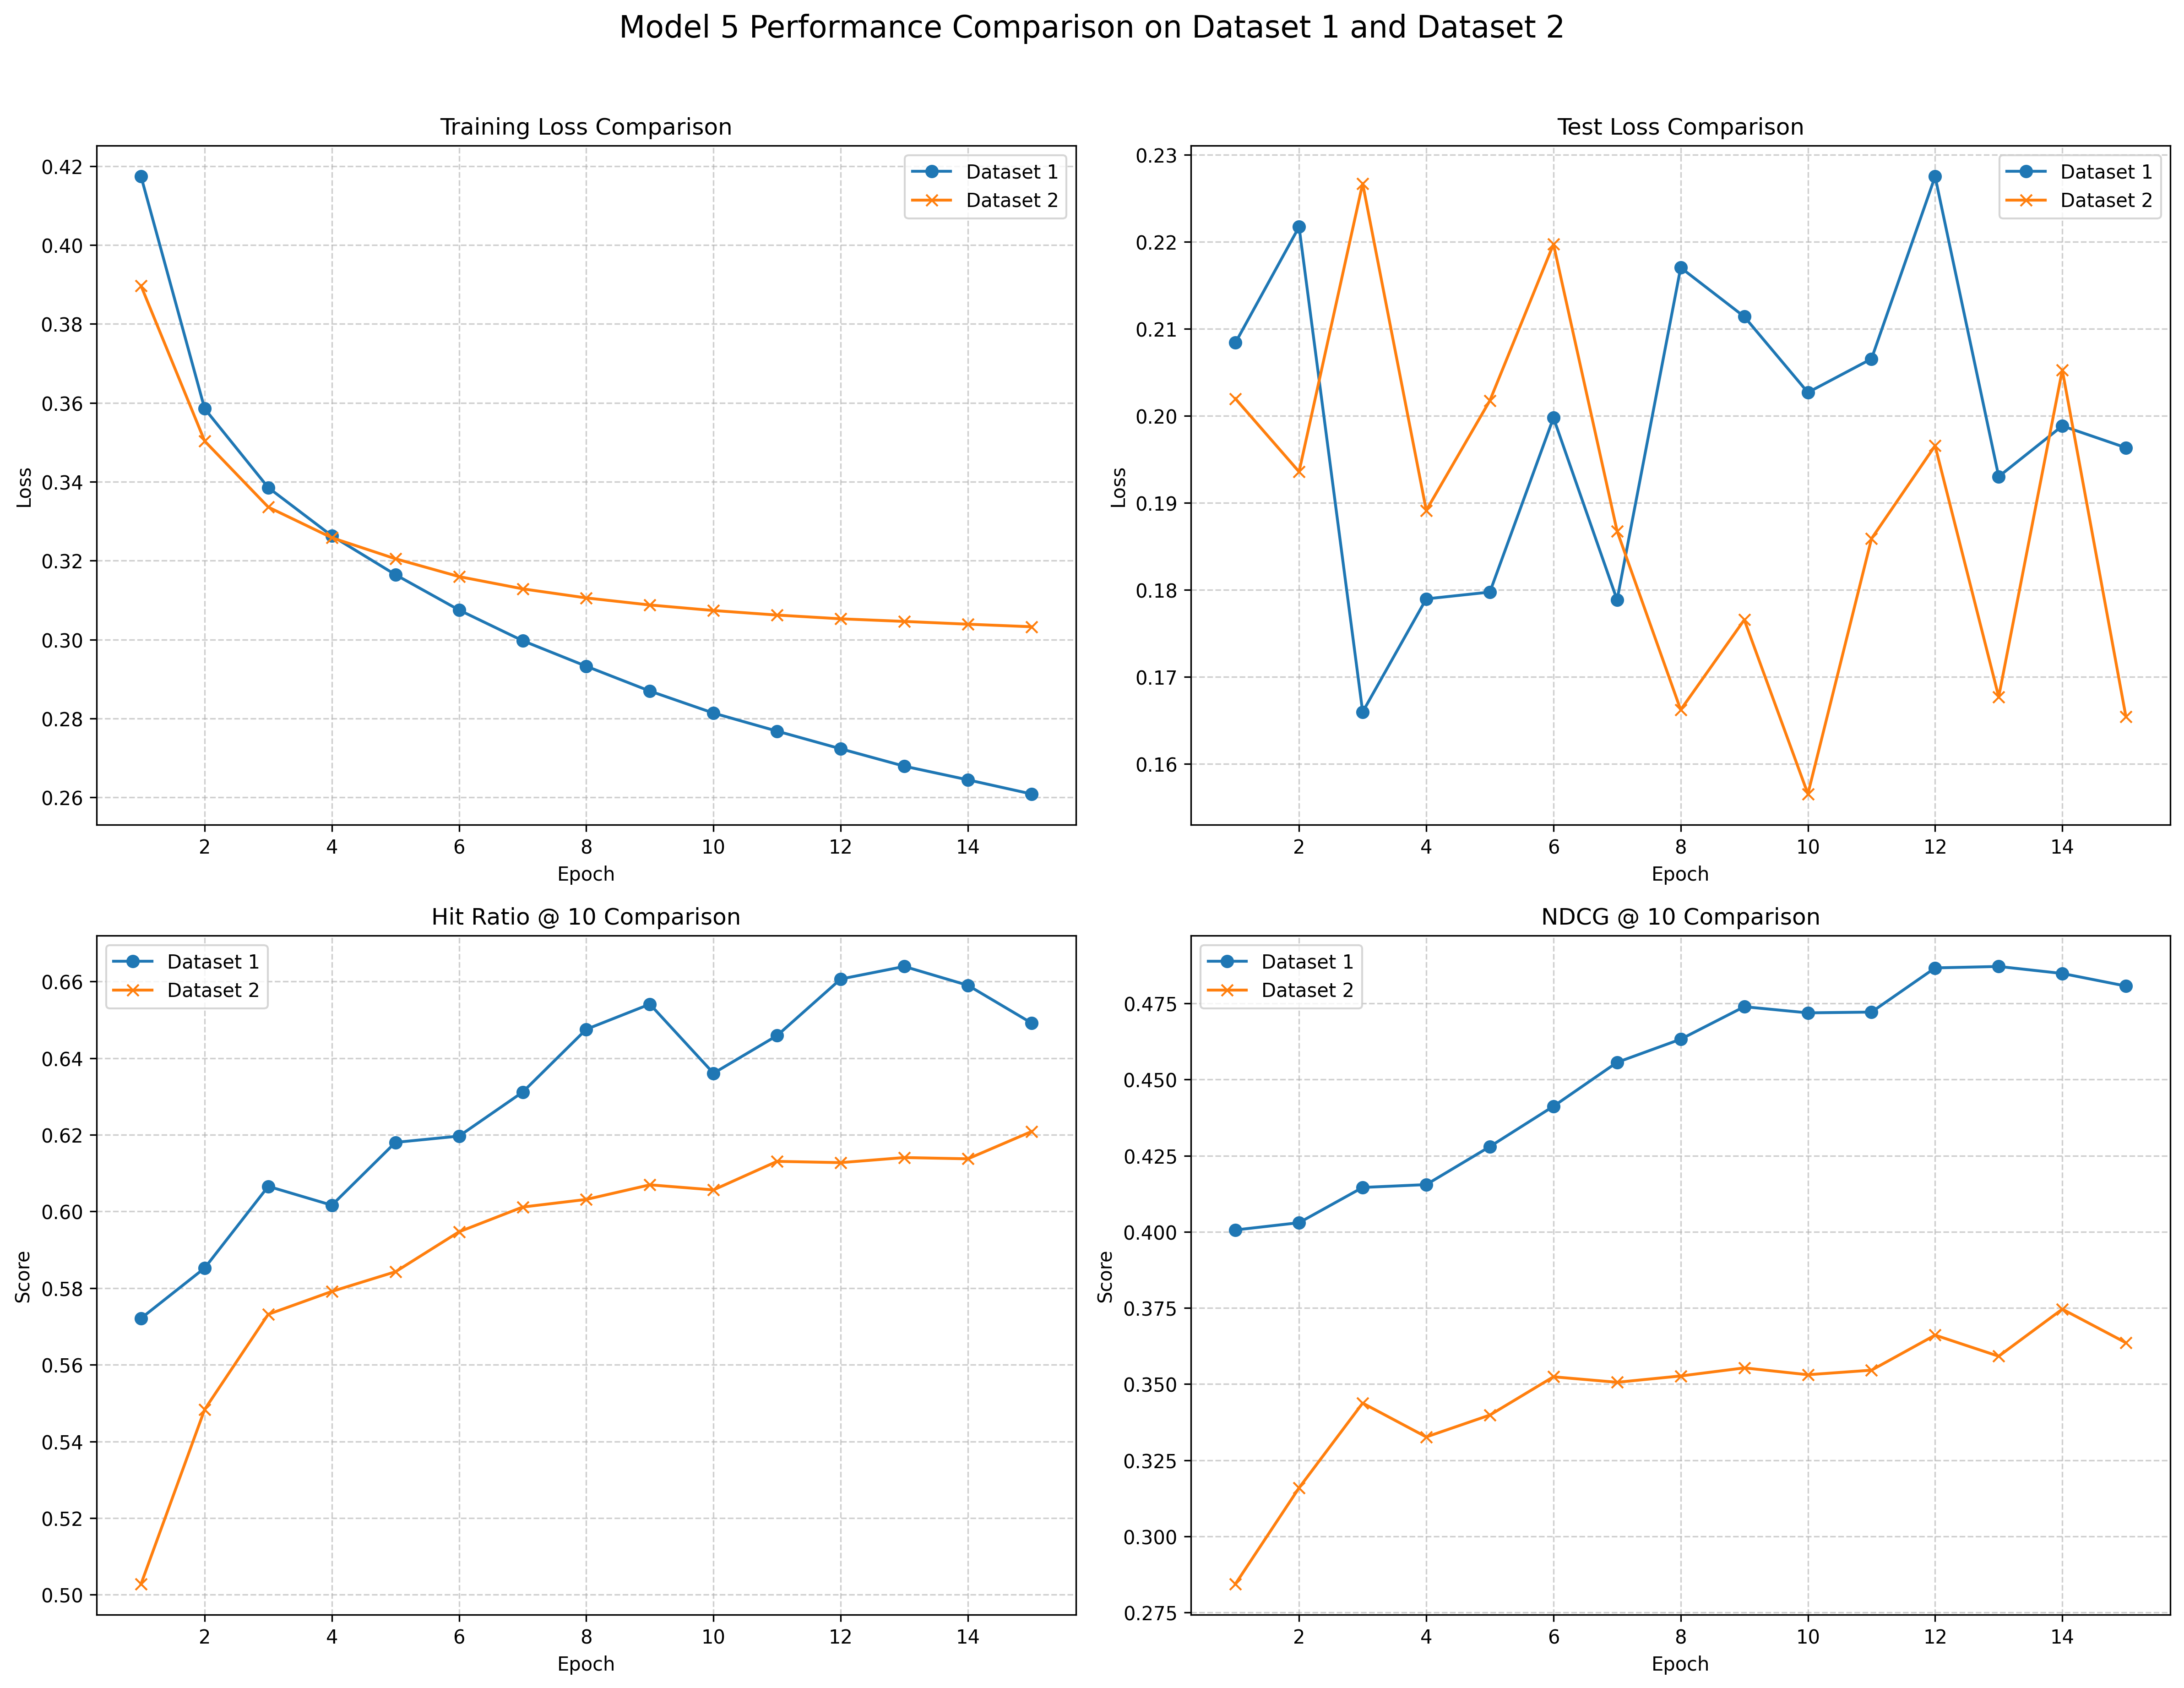 Model 5 Performance Comparison on Dataset 1 and Dataset 2
Training Loss Comparison
Loss
0.42
0.40
0.38
0.36
0.34
0.32
0.30
0.28
0.26
Dataset 1
Dataset 2
2 4 6 8 10 12 14
Epoch
Test Loss Comparison
Loss
0.23
0.22
0.21
0.20
0.19
0.18
0.17
0.16
Dataset 1
Dataset 2
2 4 6 8 10 12 14
Epoch
Hit Ratio @ 10 Comparison
Score
0.66
0.64
0.62
0.60
0.58
0.56
0.54
0.52
0.50
Dataset 1
Dataset 2
2 4 6 8 10 12 14
Epoch
NDCG @ 10 Comparison
Score
0.475
0.450
0.425
0.400
0.375
0.350
0.325
0.300
0.275
Dataset 1
Dataset 2
2 4 6 8 10 12 14
Epoch